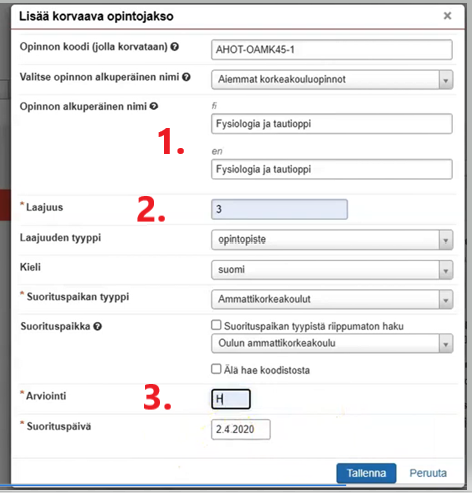 Lisää korvaava opintojakso ×
Opinnon koodi (jolla korvataan) ? AHOT-OAMK45-1
Valitse opinnon alkuperäinen nimi ? Aiemmat korkeakouluopinnot
Opinnon alkuperäinen nimi ? fi
Fysiologia ja tautioppi
1.
en
Fysiologia ja tautioppi
* Laajuus 2. 3
Laajuuden tyyppi opintopiste
Kieli suomi
* Suorituspaikan tyyppi Ammattikorkeakoulut
Suorituspaikka ? Suorituspaikan tyypistä riippumaton haku
Oulun ammattikorkeakoulu
Älä hae koodistosta
* Arviointi 3. H
* Suorituspäivä 2.4.2020
Tallenna Peruuta